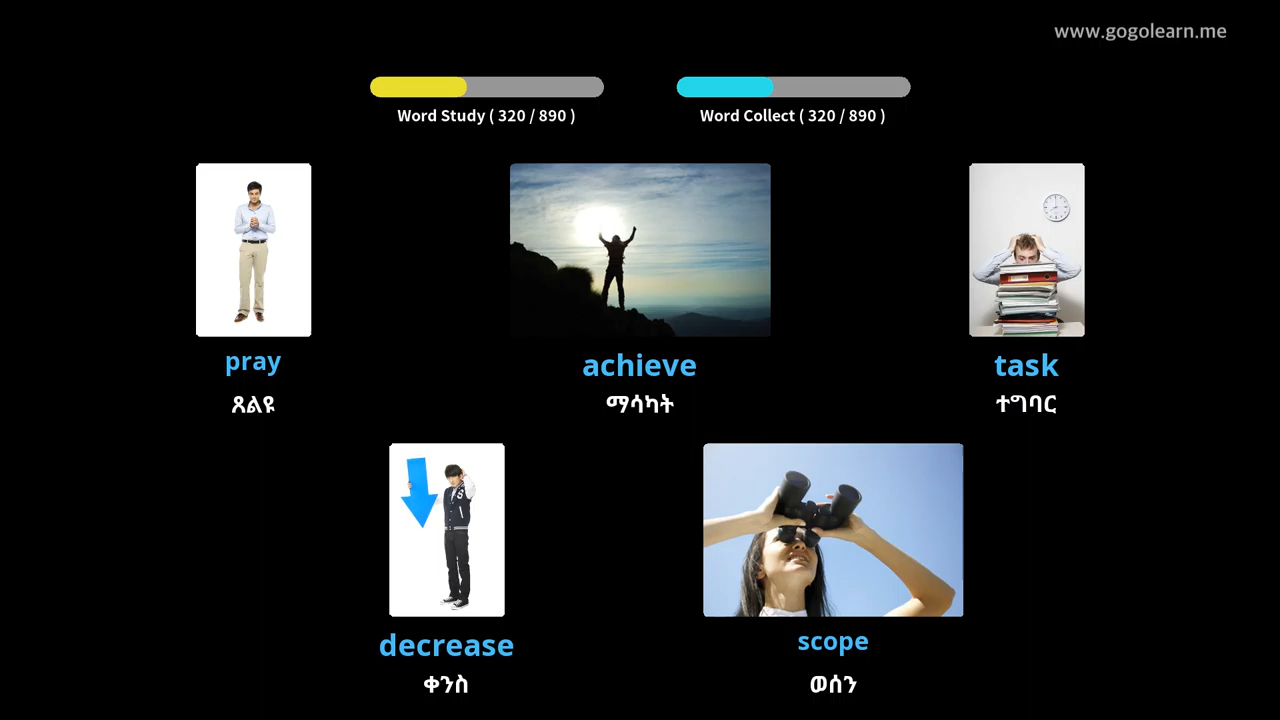 www.gogolearn.me
Word Study ( 320 / 890 )
Word Collect ( 320 / 890 )
pray
ጸልዩ
achieve
ማሳካት
task
ተግባር
decrease
ቀንስ
scope
ወሰን